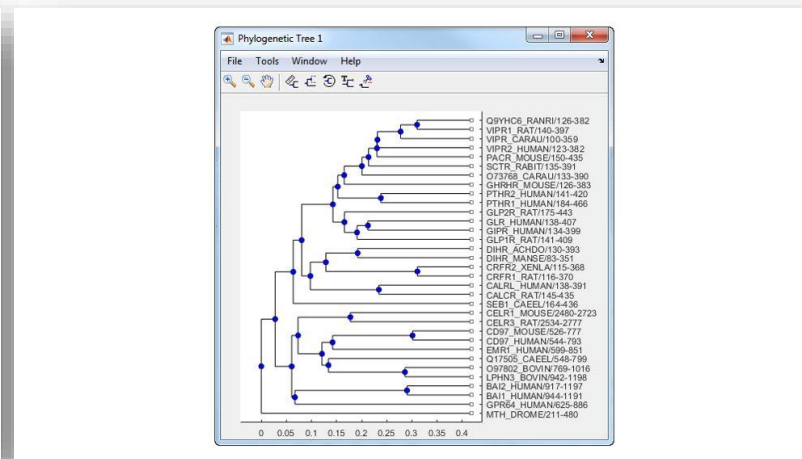 Phylogenetic Tree 1
File Tools Window Help
Q9YHC6_RANRI/126-382
VIPR1_RAT/140-397
VIPR_CARAU/100-359
VIPR2_HUMAN/123-382
PACR_MOUSE/150-435
SCTR_RABIT/135-391
O73768_CARAU/133-390
GHRHR_MOUSE/126-383
PTHR2_HUMAN/141-420
PTHR1_HUMAN/184-466
GLP2R_RAT/175-443
GLR_HUMAN/138-407
GIPR_HUMAN/134-399
GLP1R_RAT/141-409
DIHR_ACHDO/130-393
DIHR_MANSE/83-351
CRFR2_XENLA/115-368
CRFR1_RAT/116-370
CALRL_HUMAN/138-391
CALCR_RAT/145-435
SEB1_CAEEL/164-436
CELR1_MOUSE/2480-2723
CELR3_RAT/2534-2777
CD97_MOUSE/526-777
CD97_HUMAN/544-793
EMR1_HUMAN/599-851
Q17505_CAEEL/548-799
O97802_BOVIN/769-1016
LPHN3_BOVIN/942-1198
BAI2_HUMAN/917-1197
BAI1_HUMAN/944-1191
GPR64_HUMAN/625-886
MTH_DROME/211-480
0 0.05 0.1 0.15 0.2 0.25 0.3 0.35 0.4